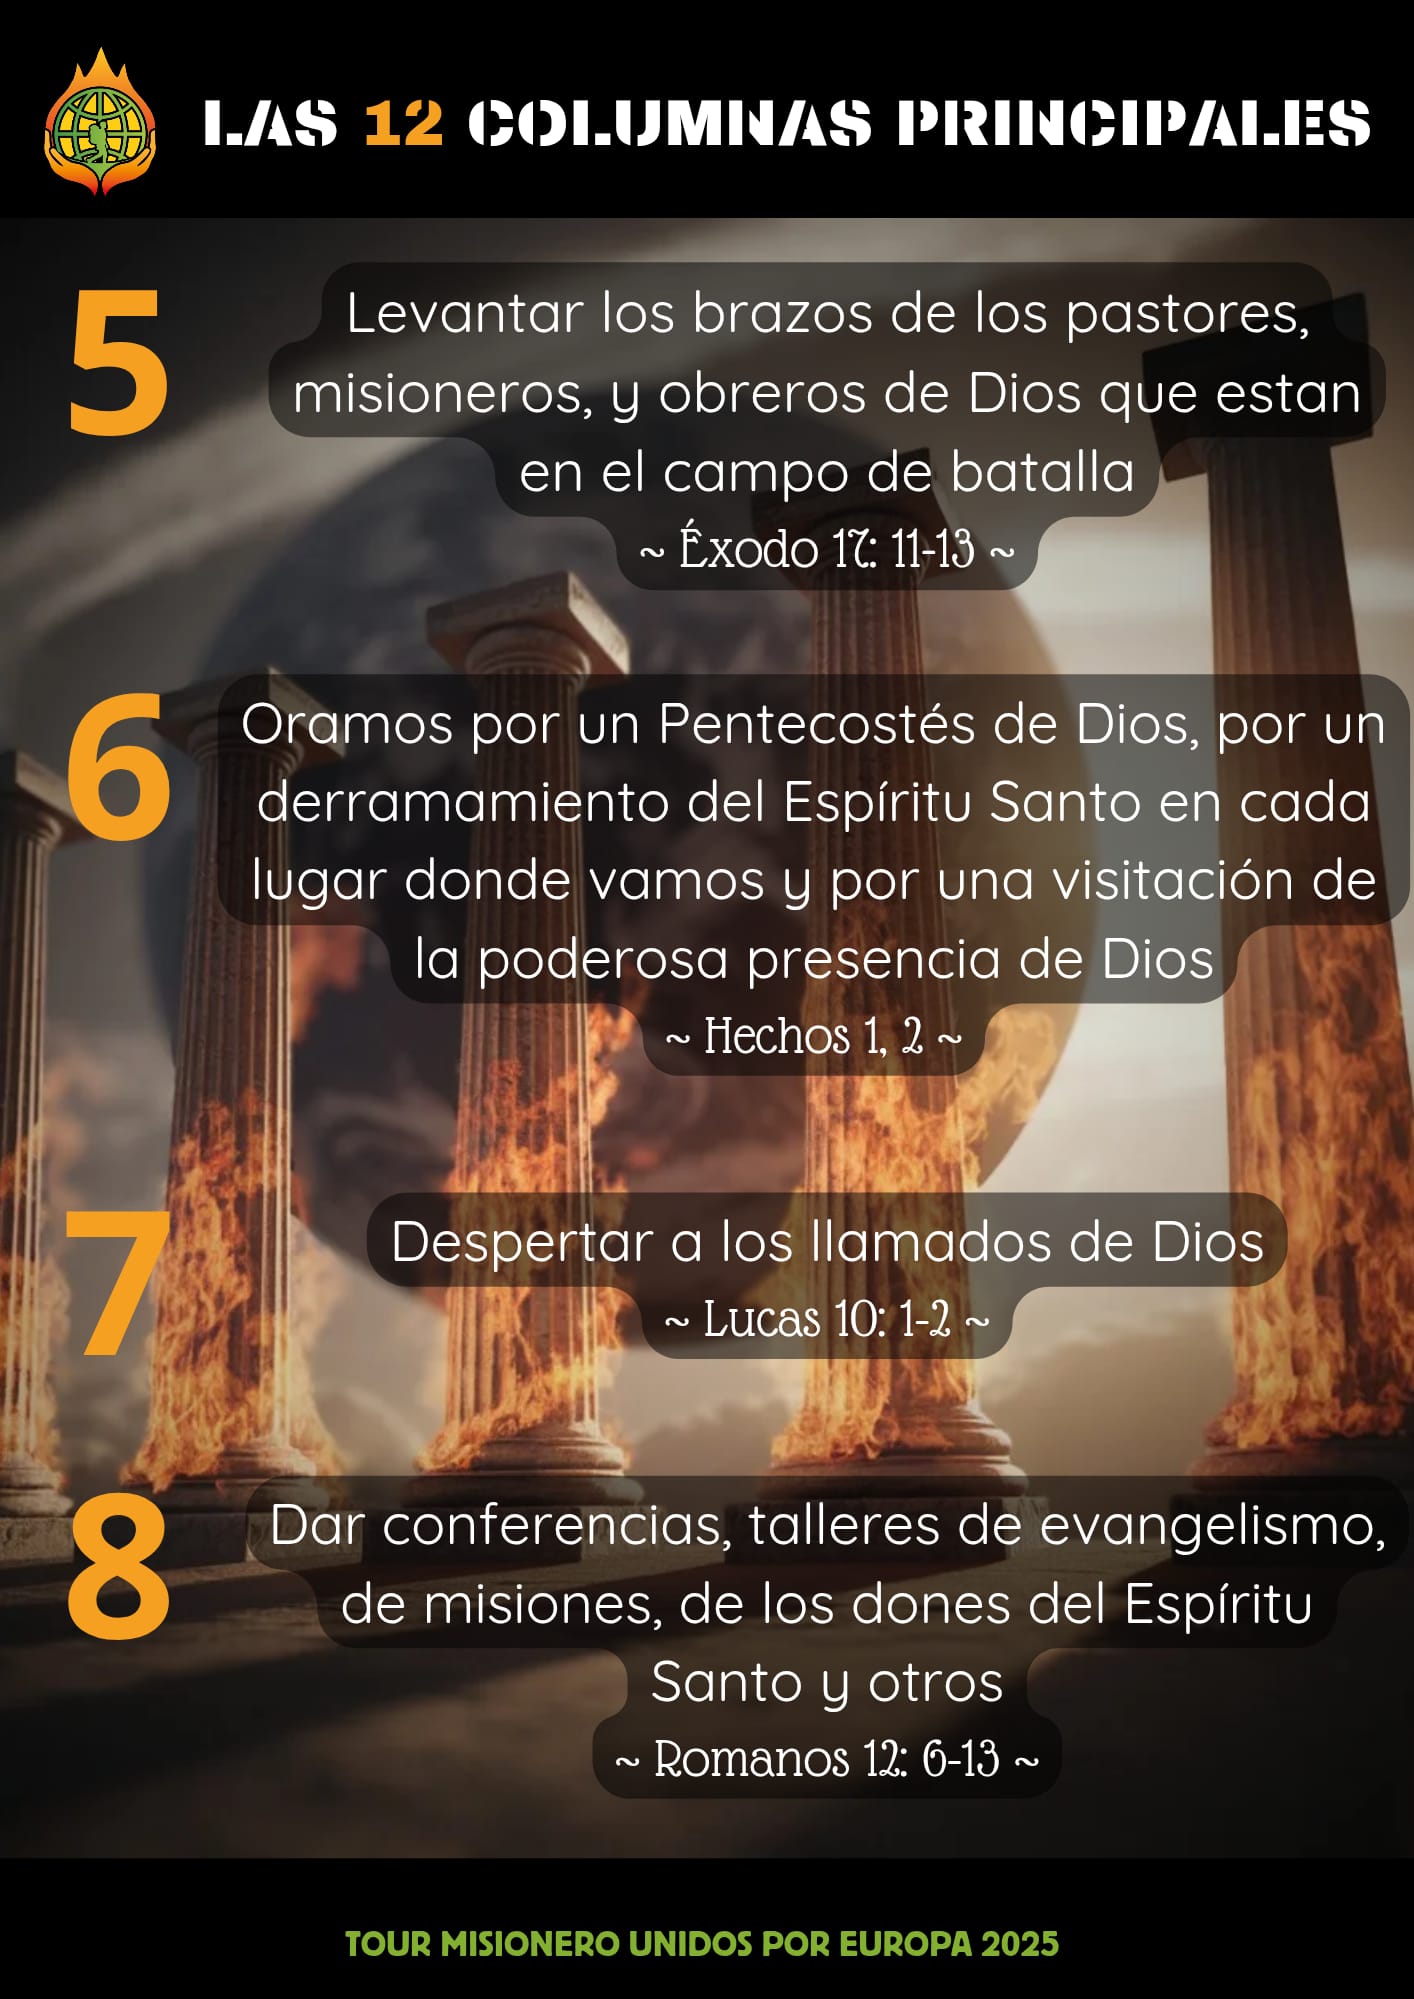 LAS 12 COLUMNAS PRINCIPALES
5
Levantar los brazos de los pastores,
misioneros, y obreros de Dios que estan
en el campo de batalla
~ Éxodo 17: 11-13 ~
6
Oramos por un Pentecostés de Dios, por un
derramamiento del Espíritu Santo en cada
lugar donde vamos y por una visitación de
la poderosa presencia de Dios
~ Hechos 1, 2 ~
7
Despertar a los llamados de Dios
~ Lucas 10: 1-2 ~
8
Dar conferencias, talleres de evangelismo,
de misiones, de los dones del Espíritu
Santo y otros
~ Romanos 12: 6-13 ~
TOUR MISIONERO UNIDOS POR EUROPA 2025